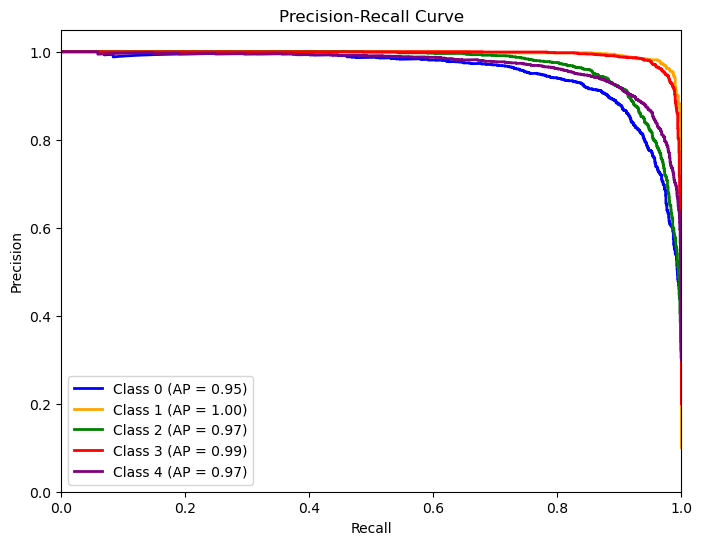 Precision-Recall Curve
1.0
0.8
0.6
0.4
0.2
0.0
Precision
Class 0 (AP = 0.95)
Class 1 (AP = 1.00)
Class 2 (AP = 0.97)
Class 3 (AP = 0.99)
Class 4 (AP = 0.97)
0.0 0.2 0.4 0.6 0.8 1.0
Recall